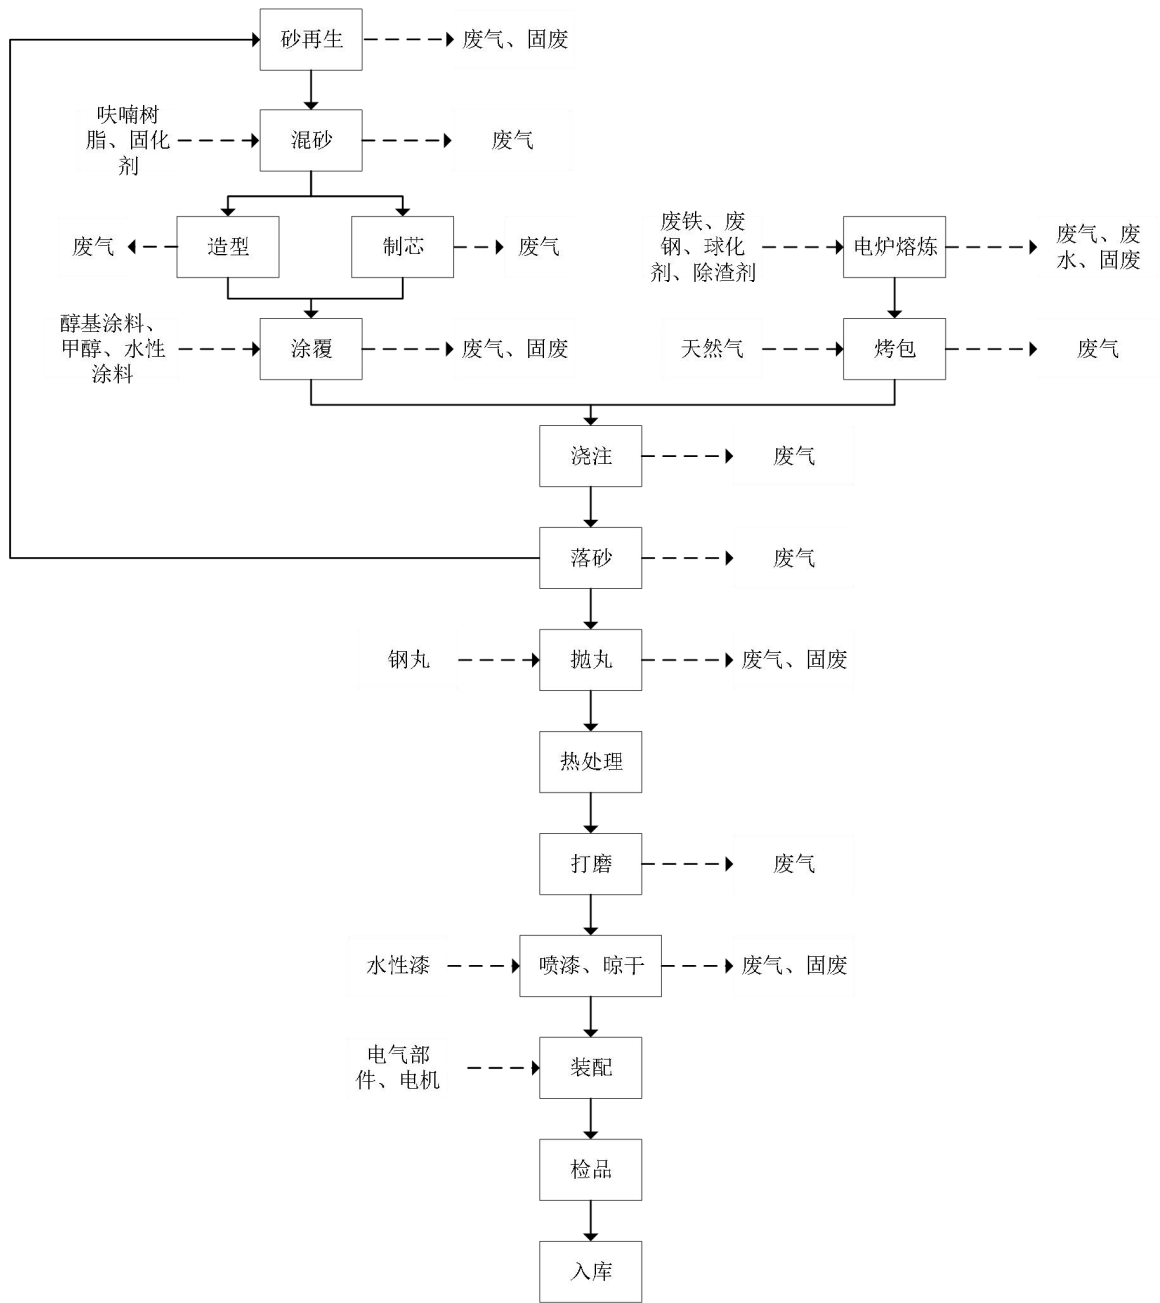 砂再生
废气、固废
呋喃树
脂、固化
剂
混砂
废气
废气
造型
制芯
废气
废铁、废
钢、球化
剂、除渣剂
电炉熔炼
废气、废
水、固废
醇基涂料、
甲醇、水性
涂料
涂覆
废气、固废
天然气
烤包
废气
浇注
废气
落砂
废气
钢丸
抛丸
废气、固废
热处理
打磨
废气
水性漆
喷漆、晾干
废气、固废
电气部
件、电机
装配
检品
入库